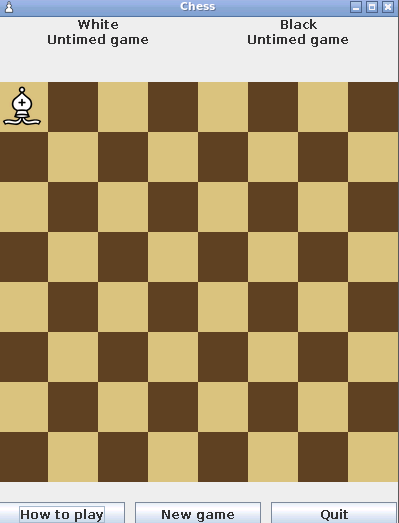 Chess
White
Untimed game
Black
Untimed game
How to play
New game
Quit